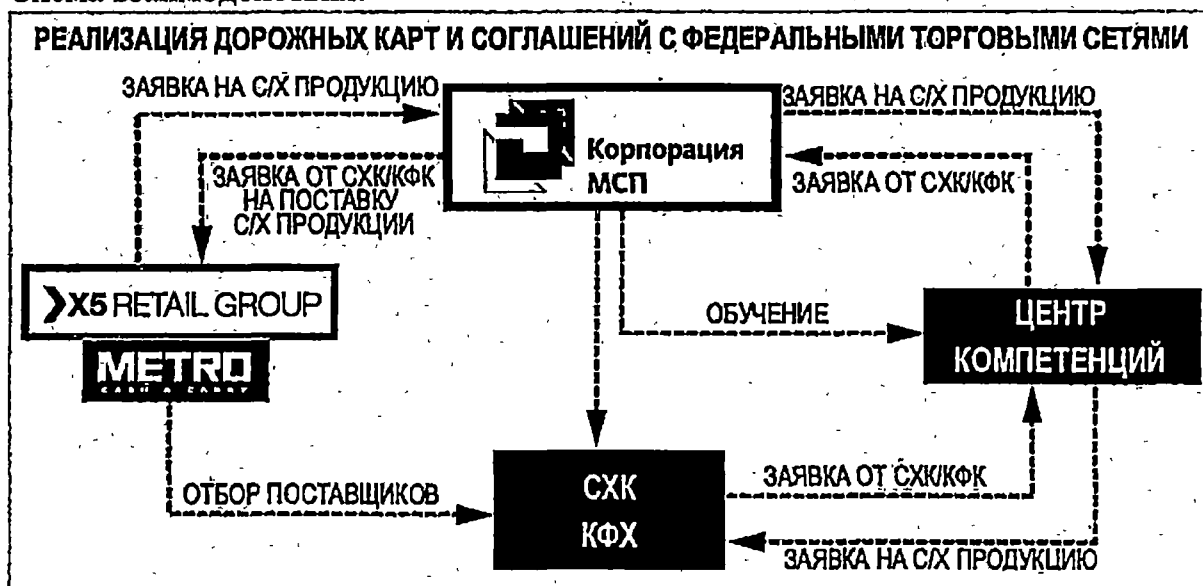 РЕАЛИЗАЦИЯ ДОРОЖНЫХ КАРТ И СОГЛАШЕНИЙ С ФЕДЕРАЛЬНЫМИ ТОРГОВЫМИ СЕТЯМИ
ЗАЯВКА НА С/Х ПРОДУКЦИЮ
ЗАЯВКА НА С/Х ПРОДУКЦИЮ
Корпорация
МСП
ЗАЯВКА ОТ СХК/КФК
НА ПОСТАВКУ
С/Х ПРОДУКЦИИ
ЗАЯВКА ОТ СХК/КФК
X5 RETAIL GROUP
METRO
CASH & CARRY
ОБУЧЕНИЕ
ЦЕНТР
КОМПЕТЕНЦИЙ
ОТБОР ПОСТАВЩИКОВ
СХК
КФХ
ЗАЯВКА ОТ СХК/КФК
ЗАЯВКА НА С/Х ПРОДУКЦИЮ